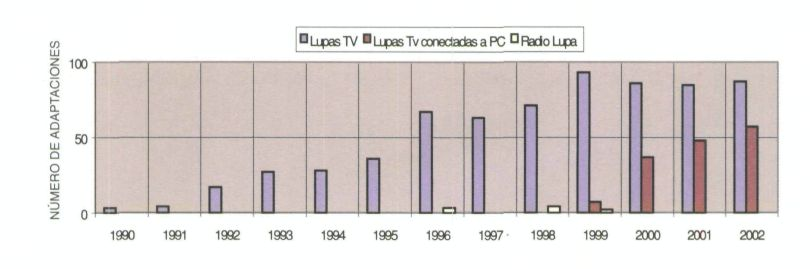 Lupas TV Lupas Tv conectadas a PC Radio Lupa
NÚMERO DE ADAPTACIONES
100
50
0
1990 1991 1992 1993 1994 1995 1996 1997 1998 1999 2000 2001 2002